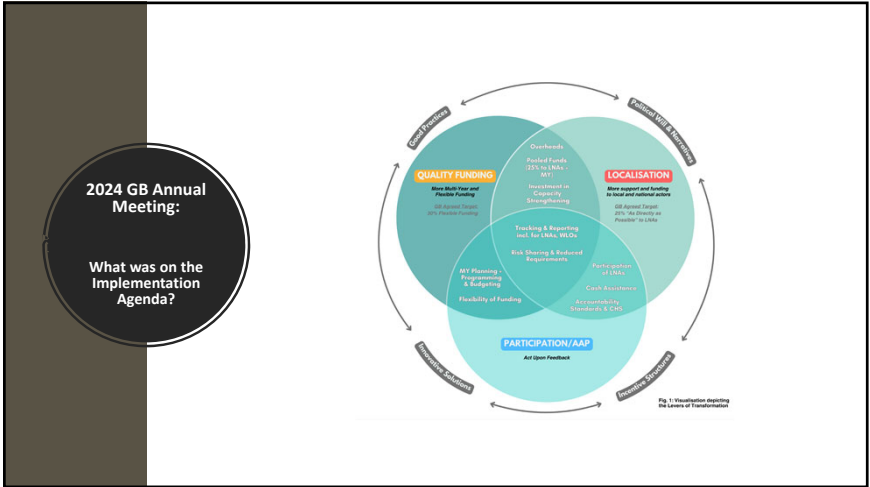 2024 GB Annual
Meeting:
What was on the
Implementation
Agenda?
Good Practices
Political Will & Narratives
QUALITY FUNDING
More Multi-Year and
Flexible Funding
GB Agreed Target:
30% Flexible Funding
Overheads
Pooled Funds
(25% to LNAs -
MY)
Investment in
Capacity
Strengthening
LOCALISATION
More support and funding
to local and national actors
GB Agreed Target:
25% "As Directly as
Possible" to LNAs
Tracking & Reporting
incl. for LNAs, WLOs
Risk Sharing & Reduced
Requirements
MY Planning -
Programming
& Budgeting
Flexibility of Funding
Participation
of LNAs
Cash Assistance
Accountability
Standards & CHS
PARTICIPATION/AAP
Act Upon Feedback
Innovative Solutions
Incentive Structures
Fig. 1: Visualisation depicting
the Levers of Transformation